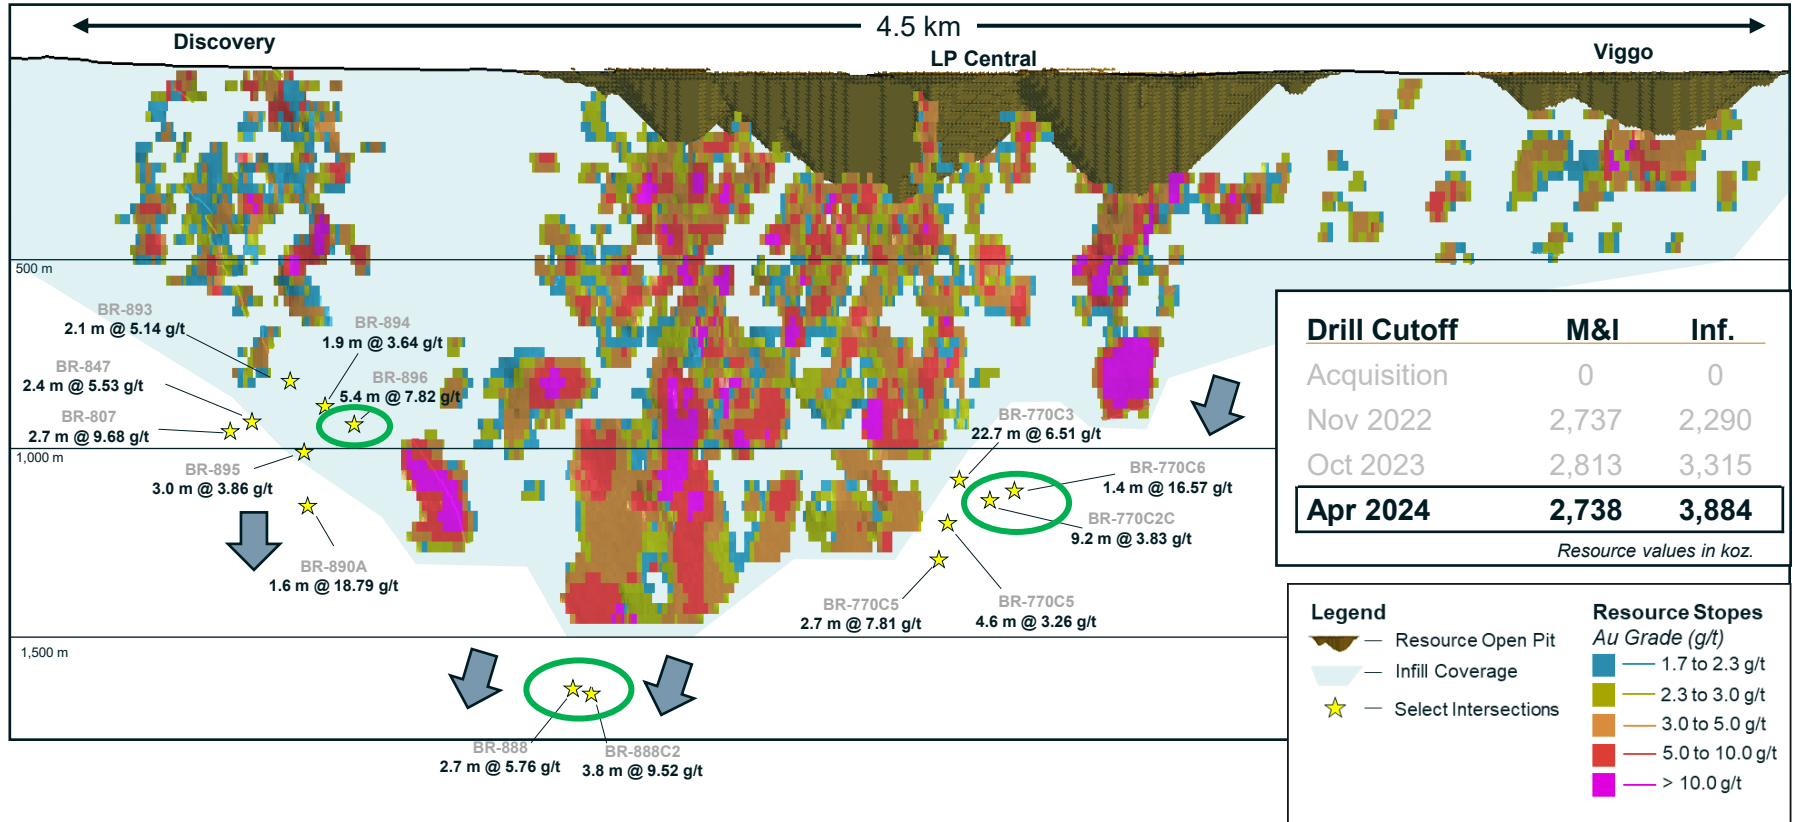 4.5 km
Discovery
LP Central
Viggo
500 m
BR-893
2.1 m @ 5.14 g/t
BR-894
1.9 m @ 3.64 g/t
BR-847
2.4 m @ 5.53 g/t
BR-896
5.4 m @ 7.82 g/t
BR-807
2.7 m @ 9.68 g/t
1,000 m
BR-895
3.0 m @ 3.86 g/t
BR-890A
1.6 m @ 18.79 g/t
BR-770C3
22.7 m @ 6.51 g/t
BR-770C6
1.4 m @ 16.57 g/t
BR-770C2C
9.2 m @ 3.83 g/t
BR-770C5
2.7 m @ 7.81 g/t
BR-770C5
4.6 m @ 3.26 g/t
1,500 m
BR-888
2.7 m @ 5.76 g/t
BR-888C2
3.8 m @ 9.52 g/t
Drill Cutoff M&I Inf.
Acquisition 0 0
Nov 2022 2,737 2,290
Oct 2023 2,813 3,315
Apr 2024 2,738 3,884
Resource values in koz.
Legend
Resource Open Pit
Infill Coverage
Select Intersections
Resource Stopes
Au Grade (g/t)
1.7 to 2.3 g/t
2.3 to 3.0 g/t
3.0 to 5.0 g/t
5.0 to 10.0 g/t
> 10.0 g/t